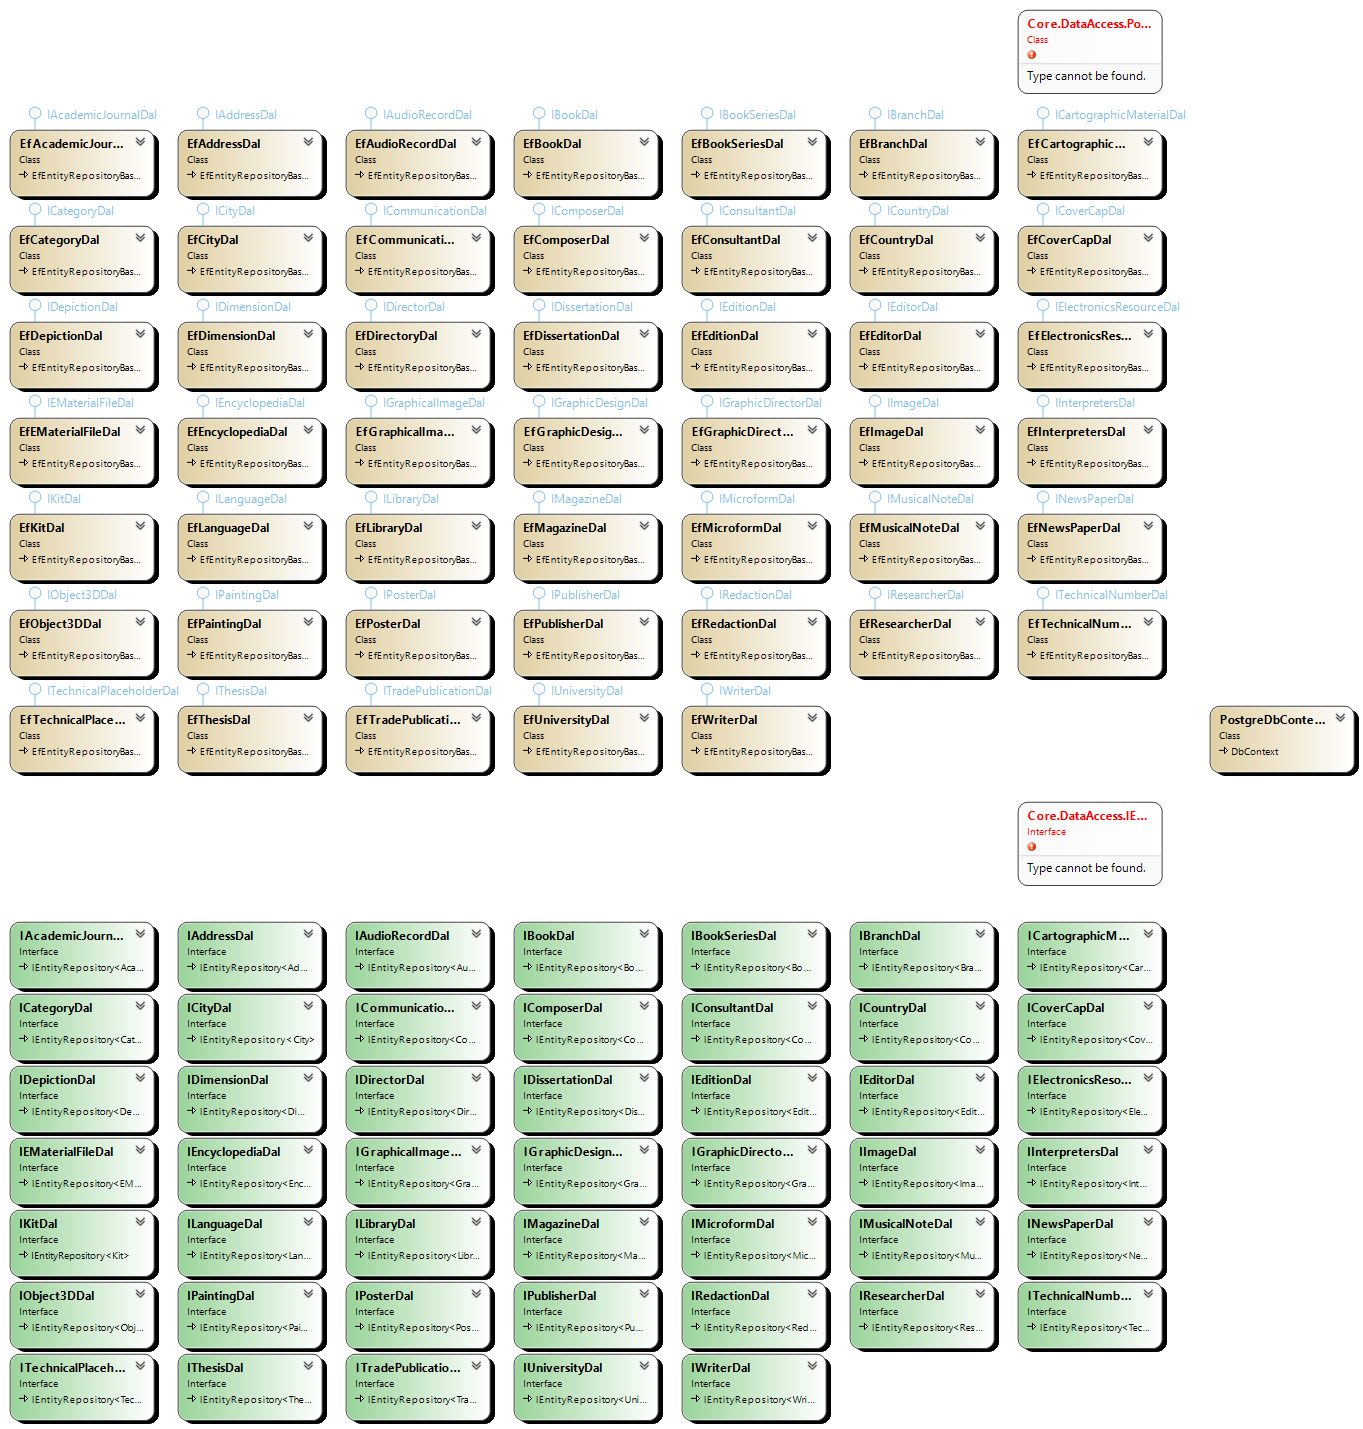 Core.DataAccess.Po...
Class
Type cannot be found.
IAcademicJournalDal
IAddressDal
IAudioRecordDal
IBookDal
IBookSeriesDal
IBranchDal
ICartographicMaterialDal
EfAcademicJour...
Class
EfEntityRepositoryBas...
EfAddressDal
Class
EfEntityRepositoryBas...
EfAudioRecordDal
Class
EfEntityRepositoryBas...
EfBookDal
Class
EfEntityRepositoryBas...
EfBookSeriesDal
Class
EfEntityRepositoryBas...
EfBranchDal
Class
EfEntityRepositoryBas...
EfCartographic...
Class
EfEntityRepositoryBas...
ICategoryDal
ICityDal
ICommunicationDal
IComposerDal
IConsultantDal
ICountryDal
ICoverCapDal
EfCategoryDal
Class
EfEntityRepositoryBas...
EfCityDal
Class
EfEntityRepositoryBas...
EfCommunicati...
Class
EfEntityRepositoryBas...
EfComposerDal
Class
EfEntityRepositoryBas...
EfConsultantDal
Class
EfEntityRepositoryBas...
EfCountryDal
Class
EfEntityRepositoryBas...
EfCoverCapDal
Class
EfEntityRepositoryBas...
IDepictionDal
IDimensionDal
IDirectorDal
IDissertationDal
IEditionDal
IEditorDal
IElectronicsResourceDal
EfDepictionDal
Class
EfEntityRepositoryBas...
EfDimensionDal
Class
EfEntityRepositoryBas...
EfDirectoryDal
Class
EfEntityRepositoryBas...
EfDissertationDal
Class
EfEntityRepositoryBas...
EfEditionDal
Class
EfEntityRepositoryBas...
EfEditorDal
Class
EfEntityRepositoryBas...
EfElectronicsRes...
Class
EfEntityRepositoryBas...
IEMaterialFileDal
IEncyclopediaDal
IGraphicalImageDal
IGraphicDesignDal
IGraphicDirectorDal
IImageDal
IInterpretersDal
EfEMaterialFileDal
Class
EfEntityRepositoryBas...
EfEncyclopediaDal
Class
EfEntityRepositoryBas...
EfGraphicalIma...
Class
EfEntityRepositoryBas...
EfGraphicDesig...
Class
EfEntityRepositoryBas...
EfGraphicDirect...
Class
EfEntityRepositoryBas...
EfImageDal
Class
EfEntityRepositoryBas...
EfInterpretersDal
Class
EfEntityRepositoryBas...
IKitDal
ILanguageDal
ILibraryDal
IMagazineDal
IMicroformDal
IMusicalNoteDal
INewsPaperDal
EfKitDal
Class
EfEntityRepositoryBas...
EfLanguageDal
Class
EfEntityRepositoryBas...
EfLibraryDal
Class
EfEntityRepositoryBas...
EfMagazineDal
Class
EfEntityRepositoryBas...
EfMicroformDal
Class
EfEntityRepositoryBas...
EfMusicalNoteDal
Class
EfEntityRepositoryBas...
EfNewsPaperDal
Class
EfEntityRepositoryBas...
IObject3DDal
IPaintingDal
IPosterDal
IPublisherDal
IRedactionDal
IResearcherDal
ITechnicalNumberDal
EfObject3DDal
Class
EfEntityRepositoryBas...
EfPaintingDal
Class
EfEntityRepositoryBas...
EfPosterDal
Class
EfEntityRepositoryBas...
EfPublisherDal
Class
EfEntityRepositoryBas...
EfRedactionDal
Class
EfEntityRepositoryBas...
EfResearcherDal
Class
EfEntityRepositoryBas...
EfTechnicalNum...
Class
EfEntityRepositoryBas...
ITechnicalPlaceholderDal
IThesisDal
ITradePublicationDal
IUniversityDal
IWriterDal
EfTechnicalPlace...
Class
EfEntityRepositoryBas...
EfThesisDal
Class
EfEntityRepositoryBas...
EfTradePublicati...
Class
EfEntityRepositoryBas...
EfUniversityDal
Class
EfEntityRepositoryBas...
EfWriterDal
Class
EfEntityRepositoryBas...
PostgreDbConte...
Class
DbContext
Core.DataAccess.IE...
Interface
Type cannot be found.
IAcademicJourn...
Interface
IEntityRepository<Aca...
IAddressDal
Interface
IEntityRepository<Ad...
IAudioRecordDal
Interface
IEntityRepository<Au...
IBookDal
Interface
IEntityRepository<Bo...
IBookSeriesDal
Interface
IEntityRepository<Bo...
IBranchDal
Interface
IEntityRepository<Bra...
ICartographicM...
Interface
IEntityRepository<Car...
ICategoryDal
Interface
IEntityRepository<Cat...
ICityDal
Interface
IEntityRepository<City>
ICommunicatio...
Interface
IEntityRepository<Co...
IComposerDal
Interface
IEntityRepository<Co...
IConsultantDal
Interface
IEntityRepository<Co...
ICountryDal
Interface
IEntityRepository<Co...
ICoverCapDal
Interface
IEntityRepository<Cov...
IDepictionDal
Interface
IEntityRepository<De...
IDimensionDal
Interface
IEntityRepository<Di...
IDirectorDal
Interface
IEntityRepository<Dir...
IDissertationDal
Interface
IEntityRepository<Dis...
IEditionDal
Interface
IEntityRepository<Edit...
IEditorDal
Interface
IEntityRepository<Edit...
IElectronicsReso...
Interface
IEntityRepository<Ele...
IEMaterialFileDal
Interface
IEntityRepository<EM...
IEncyclopediaDal
Interface
IEntityRepository<Enc...
IGraphicalImage...
Interface
IEntityRepository<Gra...
IGraphicDesign...
Interface
IEntityRepository<Gra...
IGraphicDirecto...
Interface
IEntityRepository<Gra...
IImageDal
Interface
IEntityRepository<Ima...
IInterpretersDal
Interface
IEntityRepository<Int...
IKitDal
Interface
IEntityRepository<Kit>
ILanguageDal
Interface
IEntityRepository<Lan...
ILibraryDal
Interface
IEntityRepository<Libr...
IMagazineDal
Interface
IEntityRepository<Ma...
IMicroformDal
Interface
IEntityRepository<Mic...
IMusicalNoteDal
Interface
IEntityRepository<Mu...
INewsPaperDal
Interface
IEntityRepository<Ne...
IObject3DDal
Interface
IEntityRepository<Obj...
IPaintingDal
Interface
IEntityRepository<Pai...
IPosterDal
Interface
IEntityRepository<Pos...
IPublisherDal
Interface
IEntityRepository<Pu...
IRedactionDal
Interface
IEntityRepository<Red...
IResearcherDal
Interface
IEntityRepository<Res...
ITechnicalNumb...
Interface
IEntityRepository<Tec...
ITechnicalPlaceh...
Interface
IEntityRepository<Tec...
IThesisDal
Interface
IEntityRepository<The...
ITradePublicatio...
Interface
IEntityRepository<Tra...
IUniversityDal
Interface
IEntityRepository<Uni...
IWriterDal
Interface
IEntityRepository<Wri...